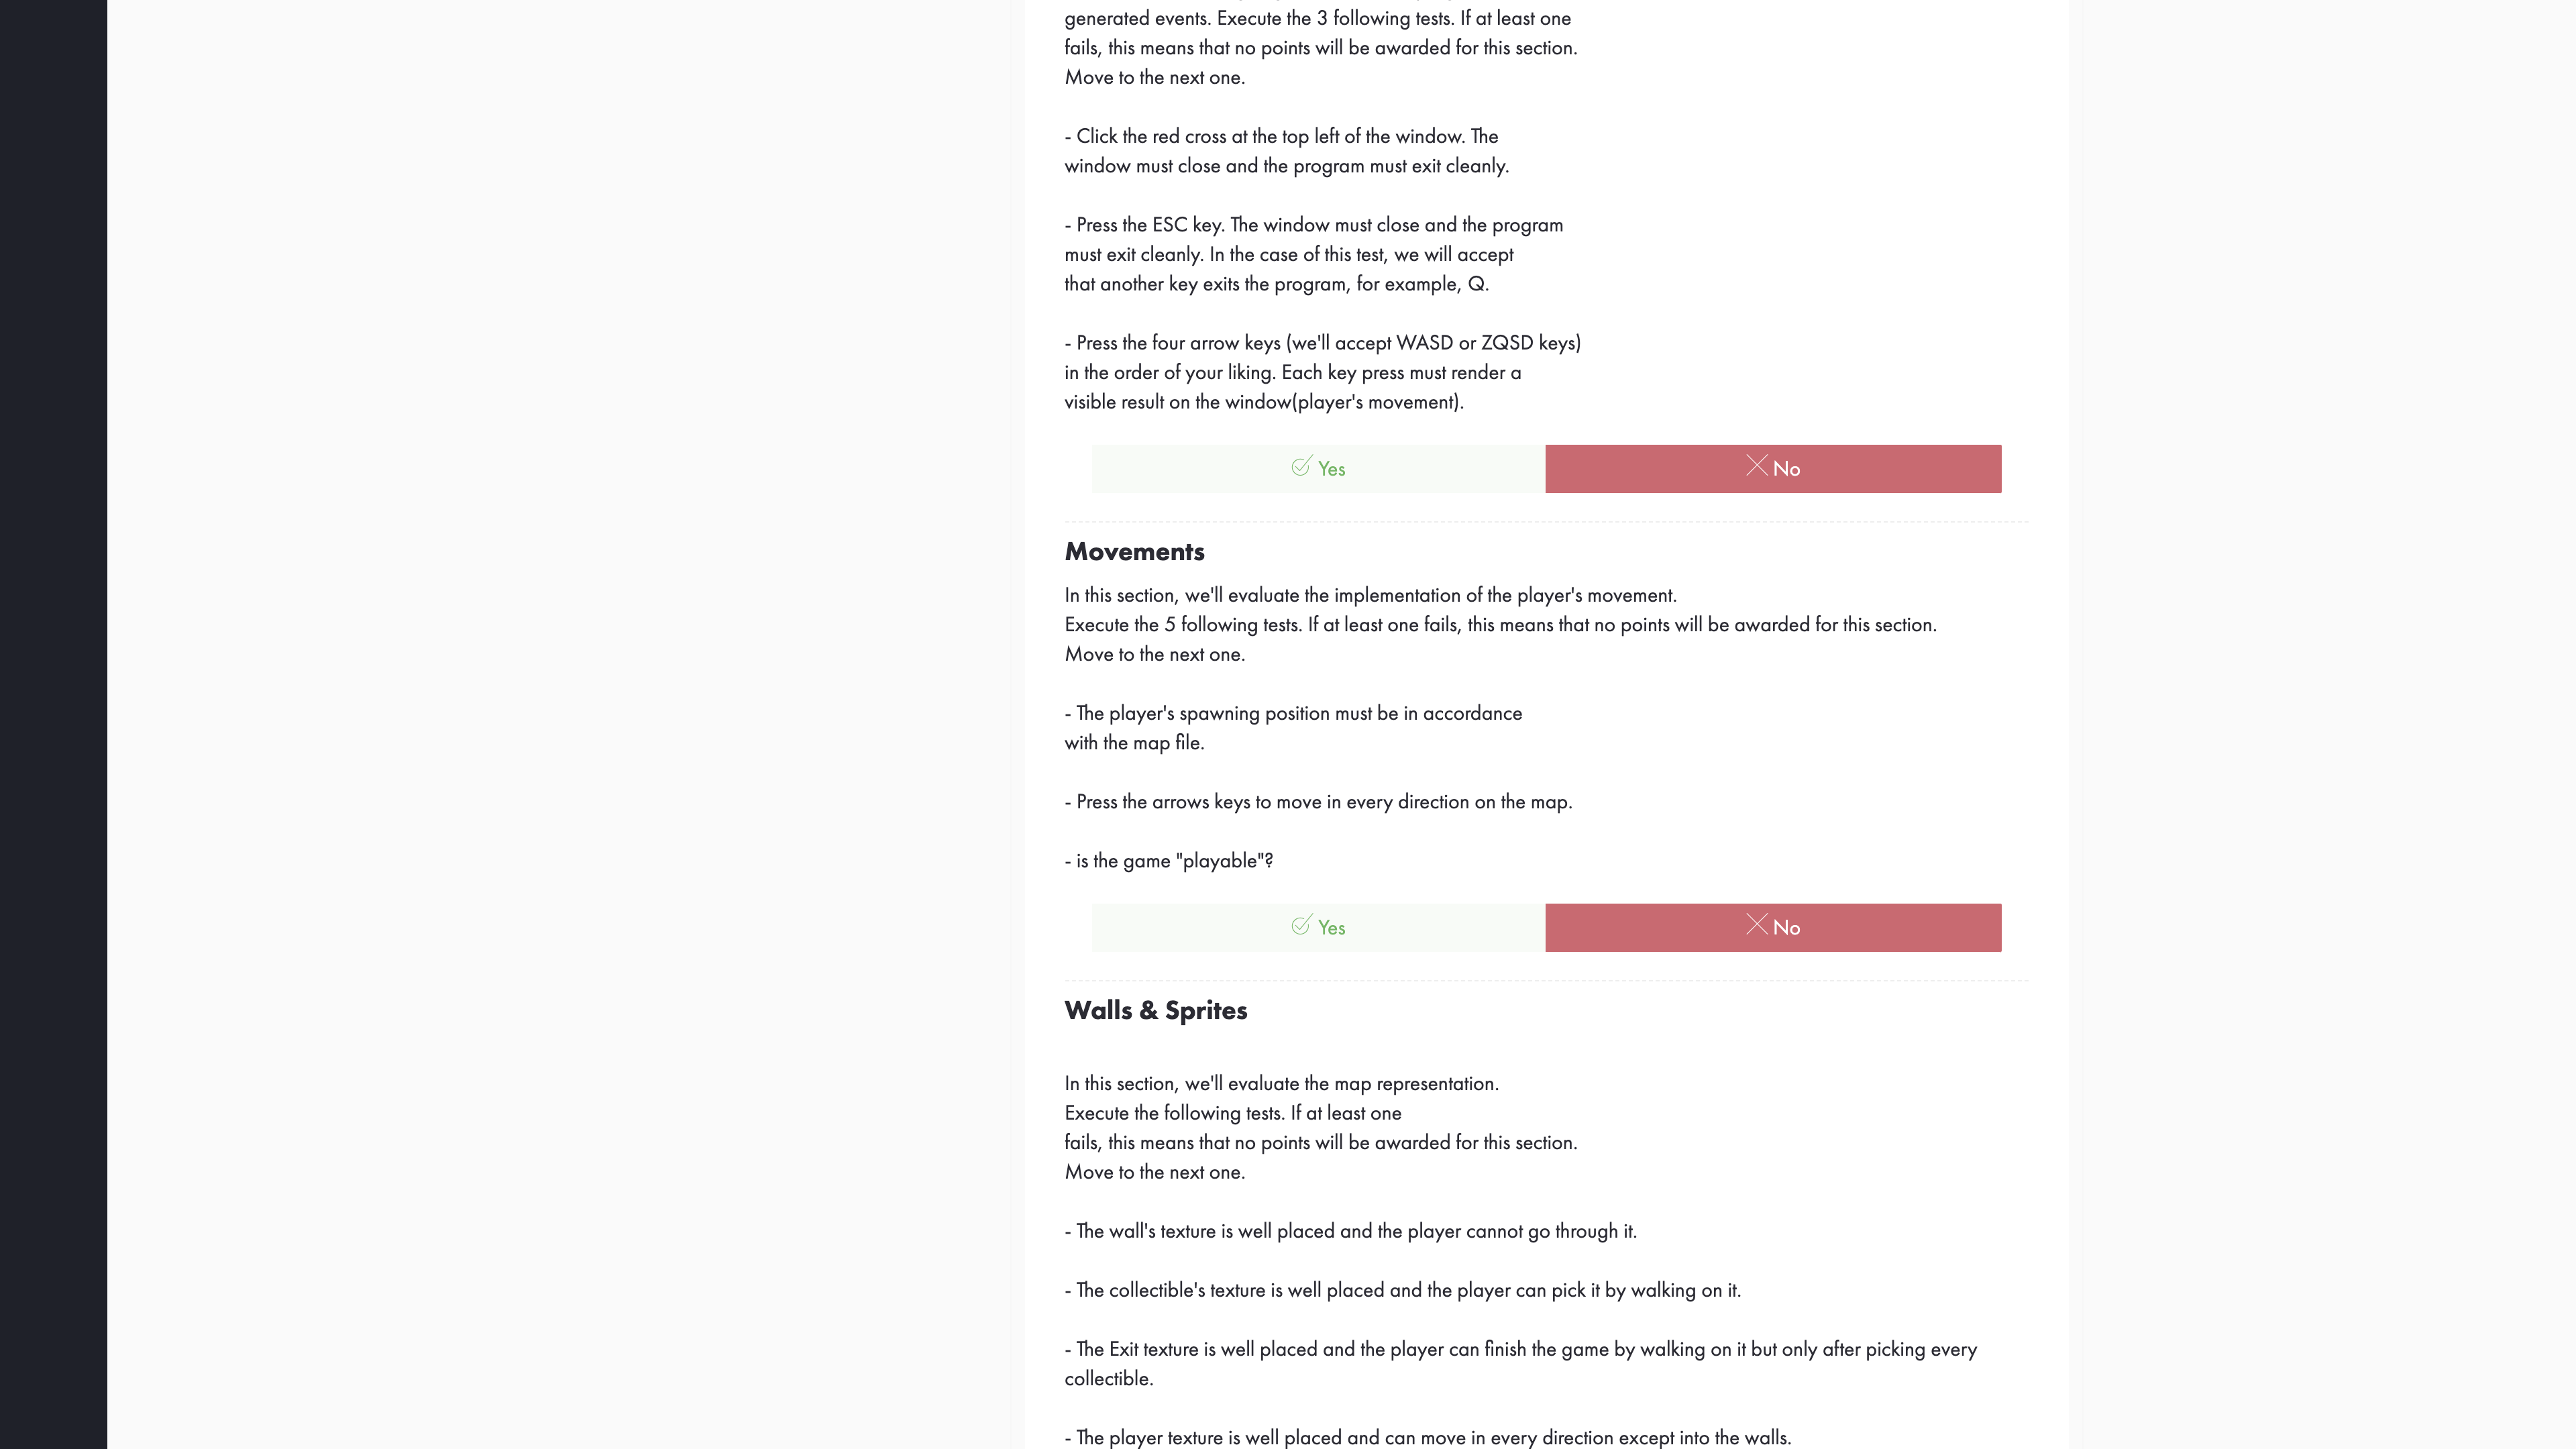 generated events. Execute the 3 following tests. If at least one
fails, this means that no points will be awarded for this section.
Move to the next one.
- Click the red cross at the top left of the window. The
window must close and the program must exit cleanly.
- Press the ESC key. The window must close and the program
must exit cleanly. In the case of this test, we will accept
that another key exits the program, for example, Q.
- Press the four arrow keys (we'll accept WASD or ZQSD keys)
in the order of your liking. Each key press must render a
visible result on the window(player's movement).
Yes No
Movements
In this section, we'll evaluate the implementation of the player's movement.
Execute the 5 following tests. If at least one fails, this means that no points will be awarded for this section.
Move to the next one.
- The player's spawning position must be in accordance
with the map file.
- Press the arrows keys to move in every direction on the map.
- is the game "playable"?
Yes No
Walls & Sprites
In this section, we'll evaluate the map representation.
Execute the following tests. If at least one
fails, this means that no points will be awarded for this section.
Move to the next one.
- The wall's texture is well placed and the player cannot go through it.
- The collectible's texture is well placed and the player can pick it by walking on it.
- The Exit texture is well placed and the player can finish the game by walking on it but only after picking every
collectible.
- The player texture is well placed and can move in every direction except into the walls.